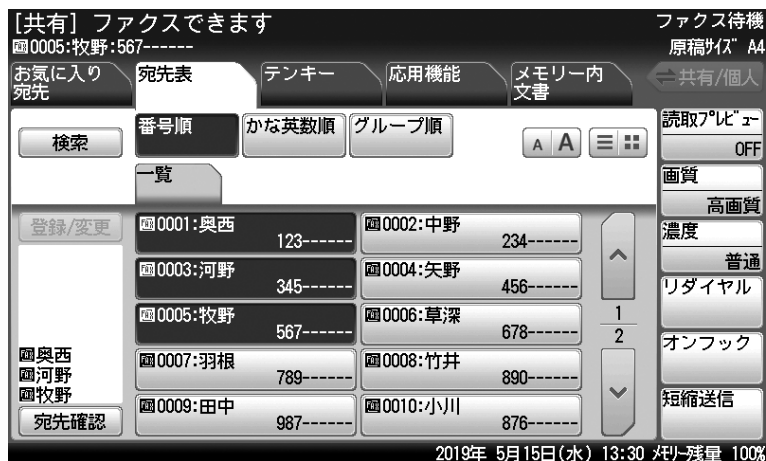 [共有] ファクスできます
ファクス待機
0005:牧野:567------
原稿ｻｲｽﾞ A4
お気に入り
宛先
宛先表
テンキー
応用機能
メモリー内
文書
共有/個人
検索
番号順
かな英数順
グループ順
A A
一覧
登録/変更
0001:奥西
123------
0002:中野
234------
0003:河野
345------
0004:矢野
456------
0005:牧野
567------
0006:草深
678------
0007:羽根
789------
0008:竹井
890------
0009:田中
987------
0010:小川
876------
1
2
奥西
河野
牧野
宛先確認
読取ﾌﾟﾚﾋﾞｭｰ
OFF
画質
高画質
濃度
普通
リダイヤル
オンフック
短縮送信
2019年 5月15日(水) 13:30 ﾒﾓﾘｰ残量 100%